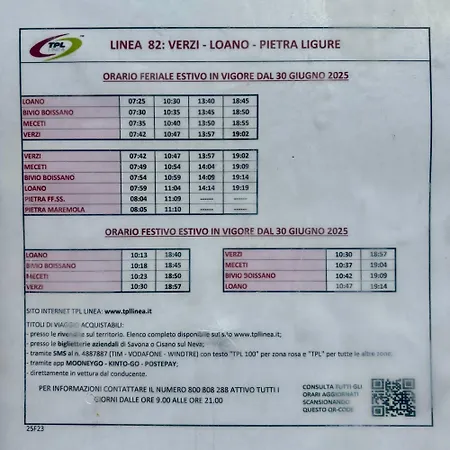 TPL
LINEA 82: VERZI - LOANO - PIETRA LIGURE
ORARIO FERIALE ESTIVO IN VIGORE DAL 30 GIUGNO 2025
LOANO 07:25 10:30 13:40 18:45
BIVIO BOISSANO 07:30 10:35 13:45 18:50
MECETI 07:35 10:40 13:50 18:55
VERZI 07:42 10:47 13:57 19:02
VERZI 07:42 10:47 13:57 19:02
MECETI 07:49 10:54 14:04 19:09
BIVIO BOISSANO 07:54 10:59 14:09 19:14
LOANO 07:59 11:04 14:14 19:19
PIETRA FF.SS. 08:04 11:09 ------ ------
PIETRA MAREMOLA 08:05 11:10 ------ ------
ORARIO FESTIVO ESTIVO IN VIGORE DAL 30 GIUGNO 2025
LOANO 10:13 18:40 VERZI 10:30 18:57
BIVIO BOISSANO 10:18 18:45 MECETI 10:37 19:04
MECETI 10:23 18:50 BIVIO BOISSANO 10:42 19:09
VERZI 10:30 18:57 LOANO 10:47 19:14
SITO INTERNET TPL LINEA: www.tpllinea.it
TITOLI DI VIAGGIO ACQUISTABILI:
- presso le rivendite sul territorio. Elenco completo disponibile sul sito www.tpllinea.it;
- presso le biglietterie aziendali di Savona o Cisano sul Neva;
- tramite SMS al n. 4887887 (TIM - VODAFONE - WINDTRE) con testo "TPL 100" per zona rosa e "TPL" per tutte le altre zone.
- tramite app MOONEYGO - KINTO-GO - POSTEPAY;
- direttamente in vettura dal conducente.
PER INFORMAZIONI CONTATTARE IL NUMERO 800 808 288 ATTIVO TUTTI I
GIORNI DALLE ORE 9.00 ALLE ORE 21.00
CONSULTA TUTTI GLI
ORARI AGGIORNATI
SCANSIONANDO
QUESTO QR-CODE
25F23